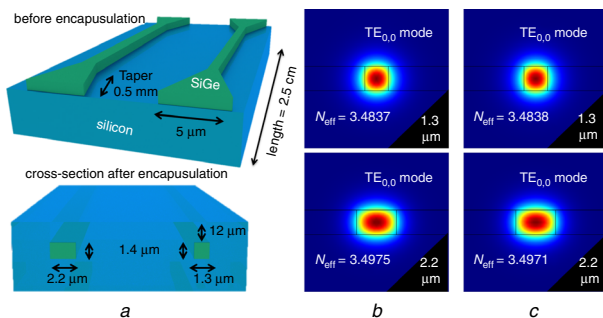 before encapusulation
Taper
0.5 mm
SiGe
silicon
5 μm
length = 2.5 cm
cross-section after encapusulation
12 μm
1.4 μm
2.2 μm
1.3 μm
a
TE0,0 mode
Neff = 3.4837
1.3
μm
TE0,0 mode
Neff = 3.4975
2.2
μm
b
TE0,0 mode
Neff = 3.4838
1.3
μm
TE0,0 mode
Neff = 3.4971
2.2
μm
c